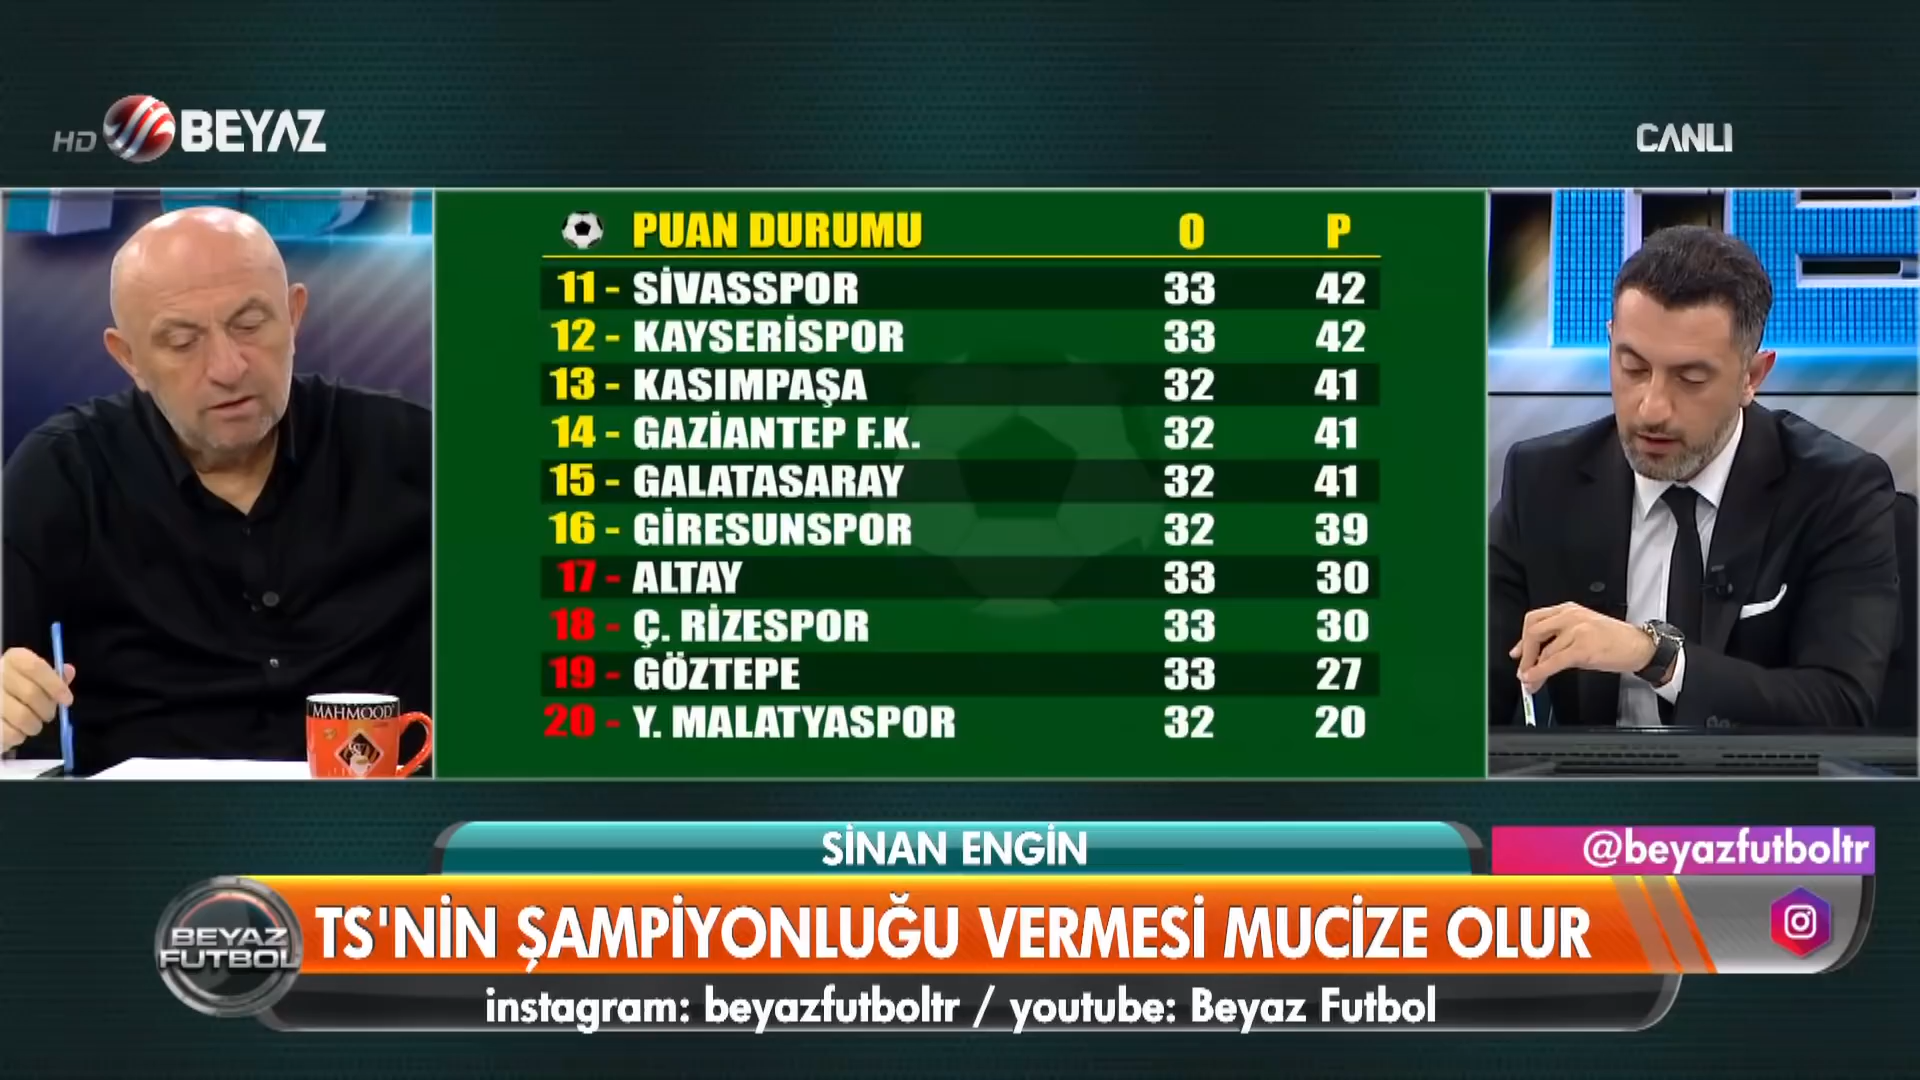 HD BEYAZ
CANLI
PUAN DURUMU O P
11 - SİVASSPOR 33 42
12 - KAYSERİSPOR 33 42
13 - KASIMPAŞA 32 41
14 - GAZİANTEP F.K. 32 41
15 - GALATASARAY 32 41
16 - GİRESUNSPOR 32 39
17 - ALTAY 33 30
18 - Ç. RİZESPOR 33 30
19 - GÖZTEPE 33 27
20 - Y. MALATYASPOR 32 20
MAHMOOD
SİNAN ENGİN
@beyazfutboltr
BEYAZ
FUTBOL
TS'NİN ŞAMPİYONLUĞU VERMESİ MUCİZE OLUR
instagram: beyazfutboltr / youtube: Beyaz Futbol